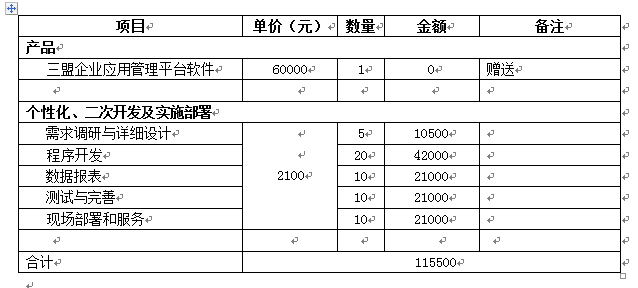 项目 单价（元） 数量 金额 备注
产品
三盟企业应用管理平台软件 60000 1 0 赠送
个性化、二次开发及实施部署
需求调研与详细设计 5 10500
程序开发 20 42000
数据报表 2100 10 21000
测试与完善 10 21000
现场部署和服务 10 21000
合计 115500